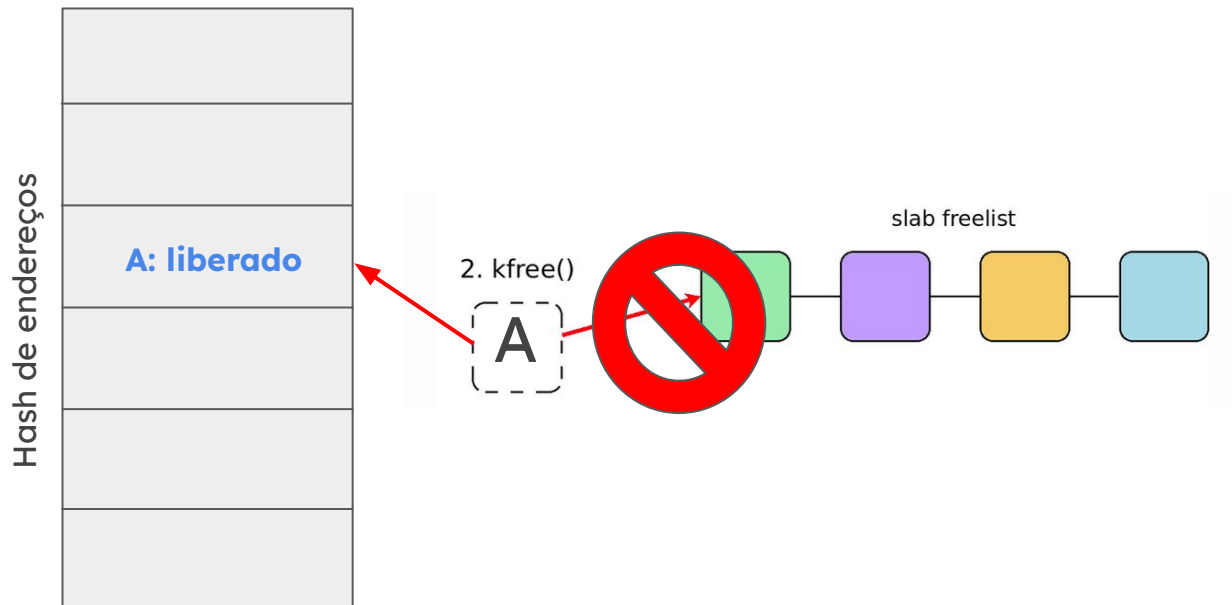 Hash de endereços
A: liberado
2. kfree()
A
slab freelist